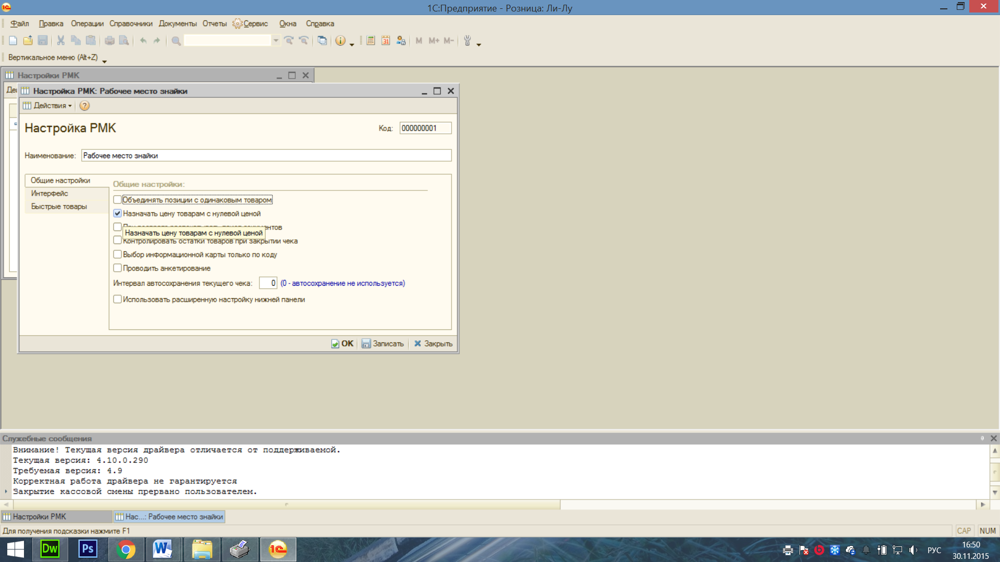 1С:Предприятие - Розница: Ли-Лу
Файл Правка Операции Справочники Документы Отчеты Сервис Окна Справка
31 M M+ M-
Вертикальное меню (Alt+Z)
Настройки РМК
Настройка РМК: Рабочее место знайки
Действия ?
Настройка РМК
Код: 000000001
Наименование: Рабочее место знайки
Общие настройки
Интерфейс
Быстрые товары
Общие настройки:
Объединять позиции с одинаковым товаром
Назначать цену товарам с нулевой ценой
Назначать цену товарам с нулевой ценой
Контролировать остатки товаров при закрытии чека
Выбор информационной карты только по коду
Проводить анкетирование
Интервал автосохранения текущего чека: 0 (0 - автосохранение не используется)
Использовать расширенную настройку нижней панели
OK Записать Закрыть
Служебные сообщения
Внимание! Текущая версия драйвера отличается от поддерживаемой.
Текущая версия: 4.10.0.290
Требуемая версия: 4.9
Корректная работа драйвера не гарантируется
Закрытие кассовой смены прервано пользователем.
Настройки РМК Нас...: Рабочее место знайки
Для получения подсказки нажмите F1 CAP NUM
Dw Ps W 1С РУС 16:50
30.11.2015